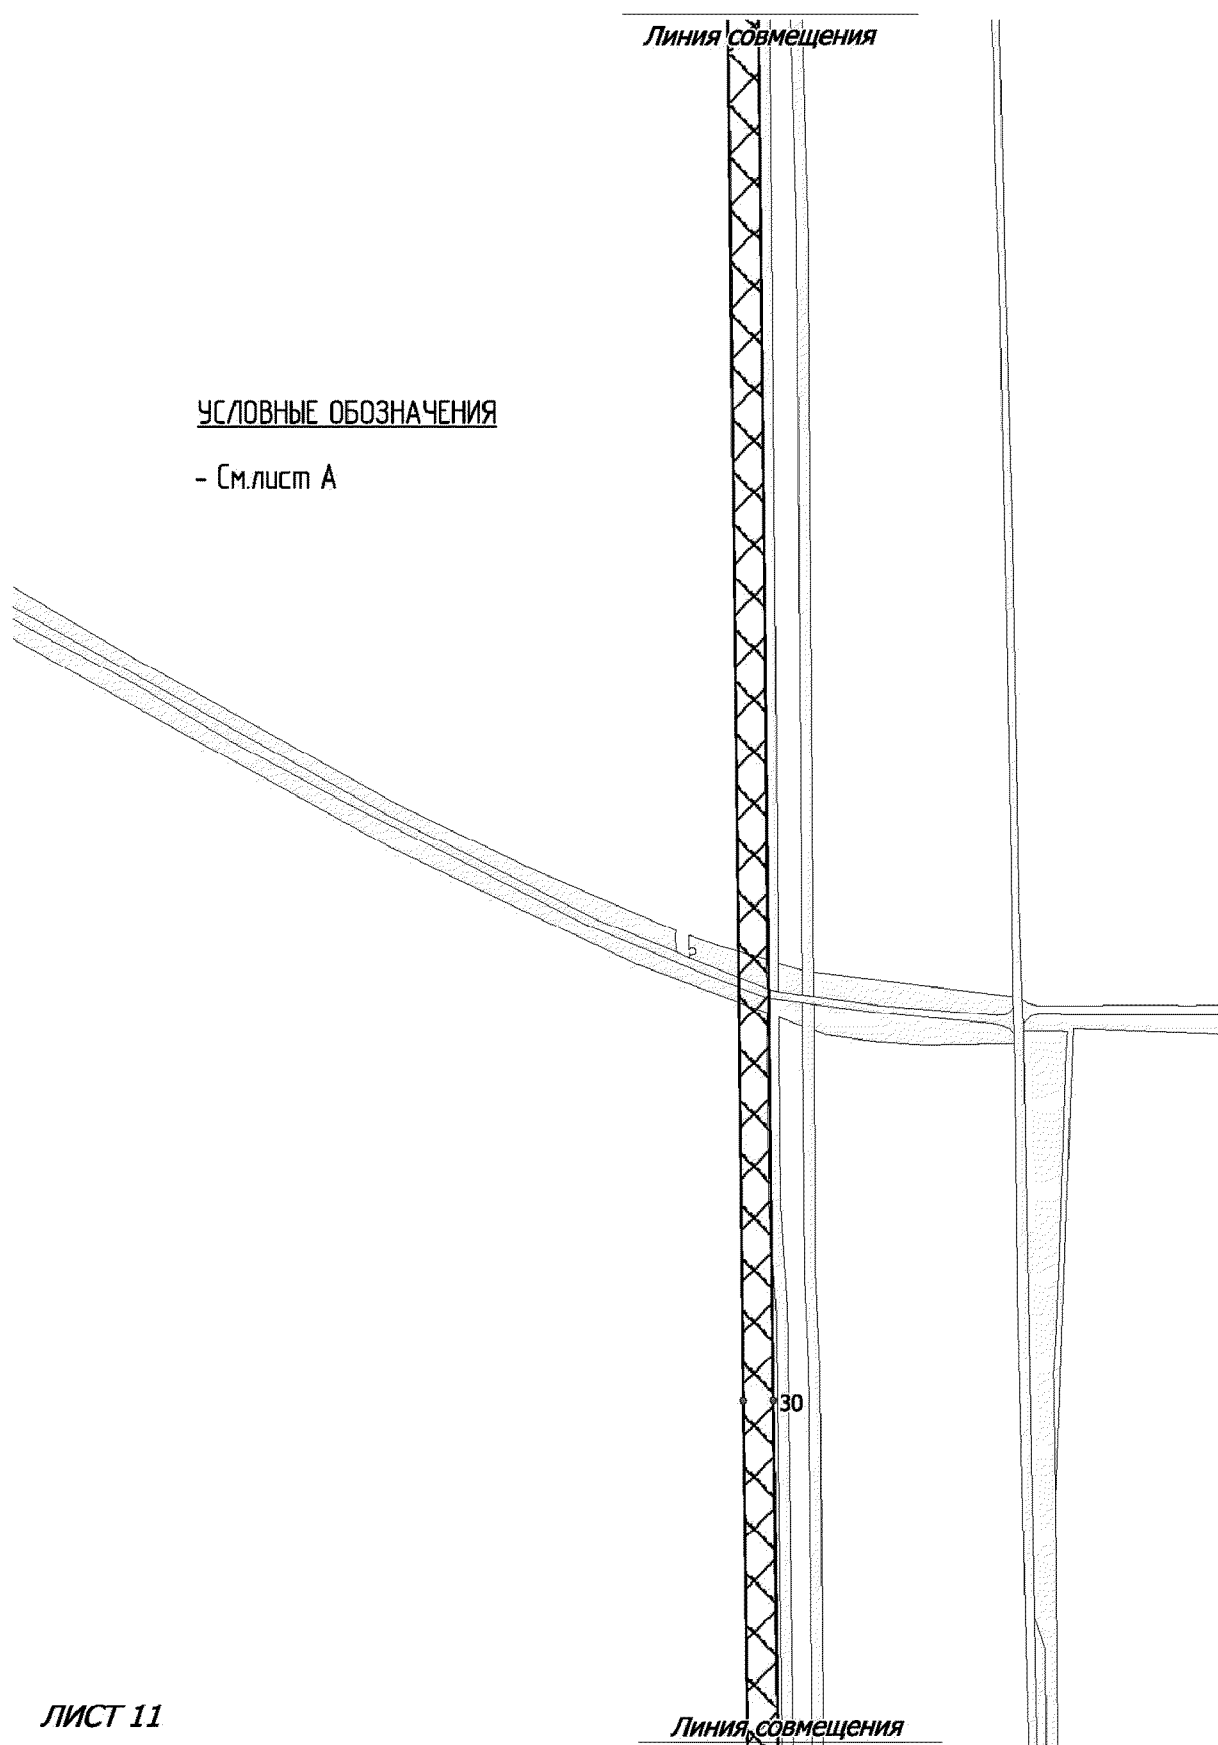 Линия совмещения
УСЛОВНЫЕ ОБОЗНАЧЕНИЯ
- См.лист А
30
ЛИСТ 11
Линия совмещения